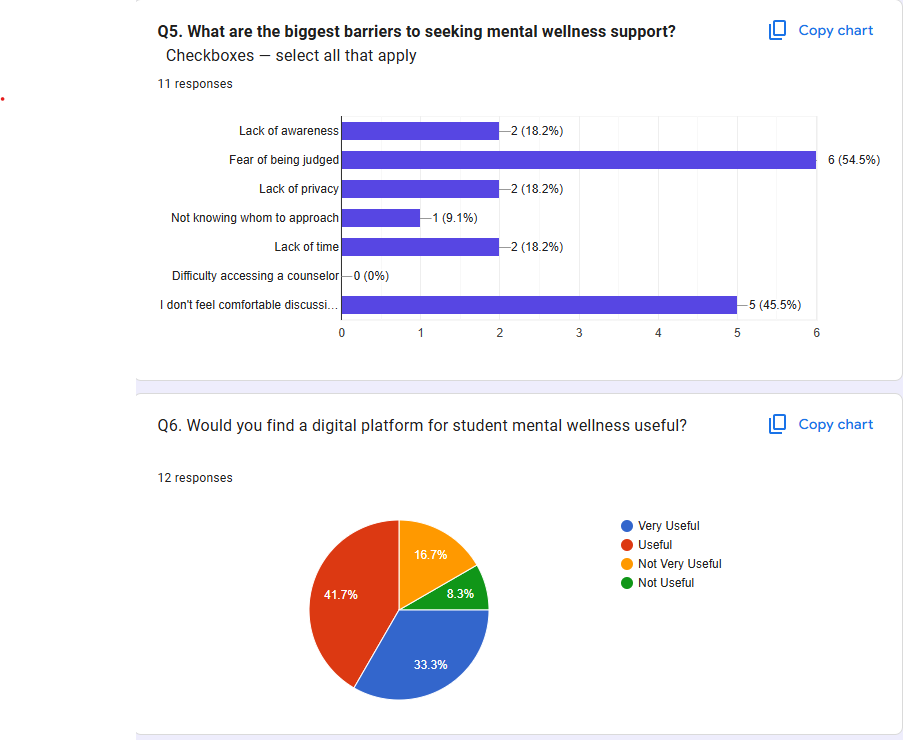 Q5. What are the biggest barriers to seeking mental wellness support?
Copy chart
Checkboxes — select all that apply
11 responses
Lack of awareness
2 (18.2%)
Fear of being judged
6 (54.5%)
Lack of privacy
2 (18.2%)
Not knowing whom to approach
1 (9.1%)
Lack of time
2 (18.2%)
Difficulty accessing a counselor
0 (0%)
I don't feel comfortable discussi...
5 (45.5%)
0 1 2 3 4 5 6
Q6. Would you find a digital platform for student mental wellness useful?
Copy chart
12 responses
Very Useful
Useful
Not Very Useful
Not Useful
16.7%
8.3%
41.7%
33.3%